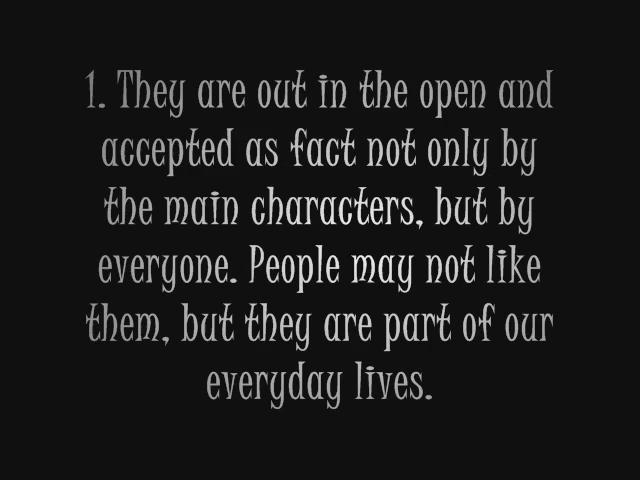 1. They are out in the open and
accepted as fact not only by
the main characters, but by
everyone. People may not like
them, but they are part of our
everyday lives.